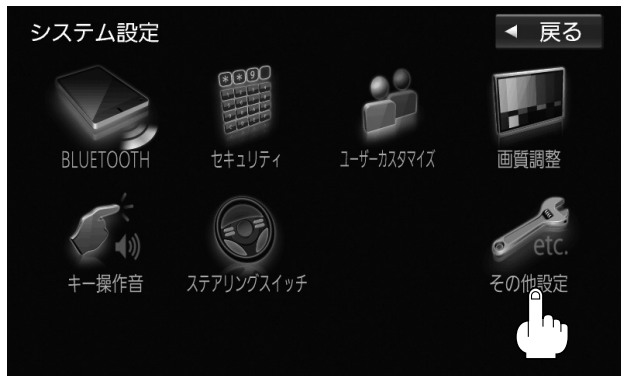 システム設定
◀ 戻る
**9
BLUETOOTH
セキュリティ
ユーザーカスタマイズ
画質調整
etc.
キー操作音
ステアリングスイッチ
その他設定